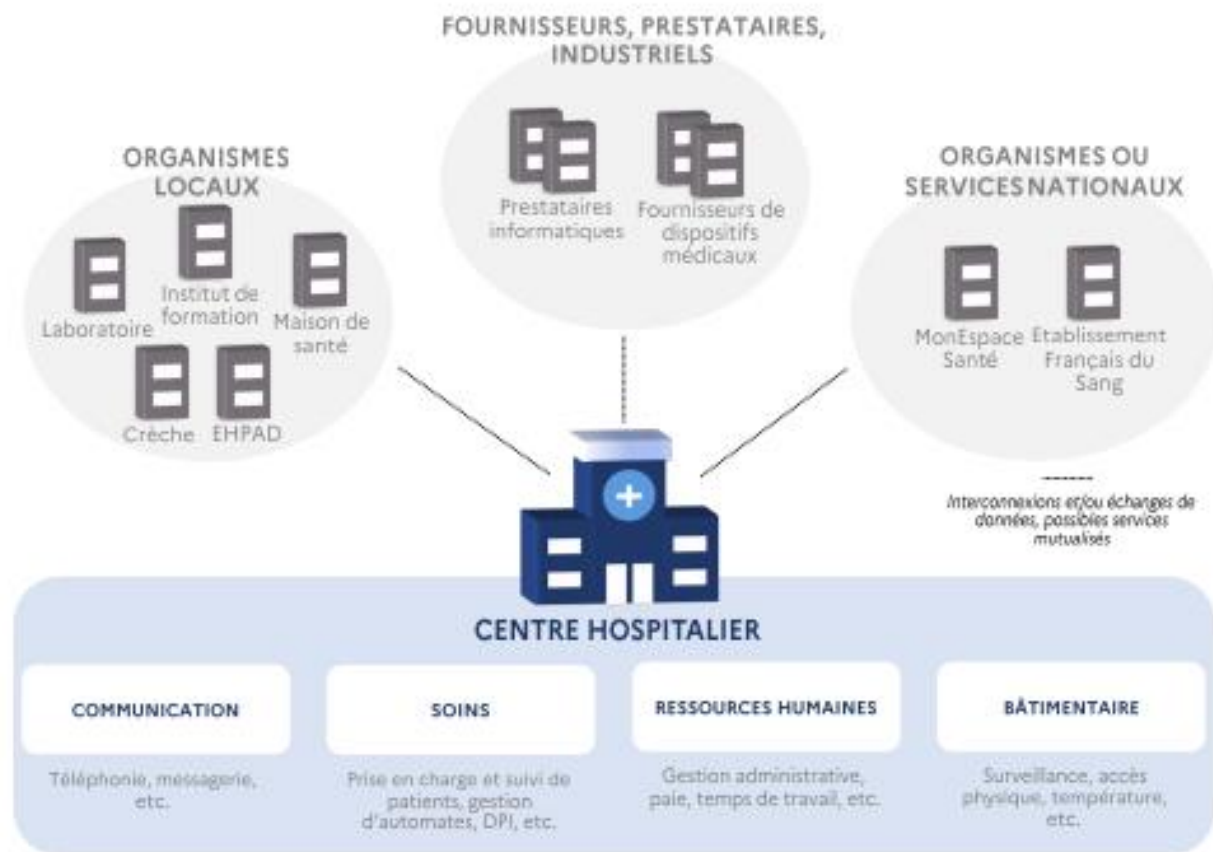 FOURNISSEURS, PRESTATAIRES,
INDUSTRIELS
Prestataires
informatiques
Fournisseurs de
dispositifs
médicaux
ORGANISMES
LOCAUX
Laboratoire
Institut de
formation
Maison de
santé
Crèche
EHPAD
ORGANISMES OU
SERVICES NATIONAUX
MonEspace
Santé
Etablissement
Français du
Sang
Interconnexions et/ou échanges de
données, possibles services
mutualisés
CENTRE HOSPITALIER
COMMUNICATION
Téléphonie, messagerie,
etc.
SOINS
Prise en charge et suivi de
patients, gestion
d'automates, DPI, etc.
RESSOURCES HUMAINES
Gestion administrative,
paie, temps de travail, etc.
BÂTIMENTAIRE
Surveillance, accès
physique, température,
etc.